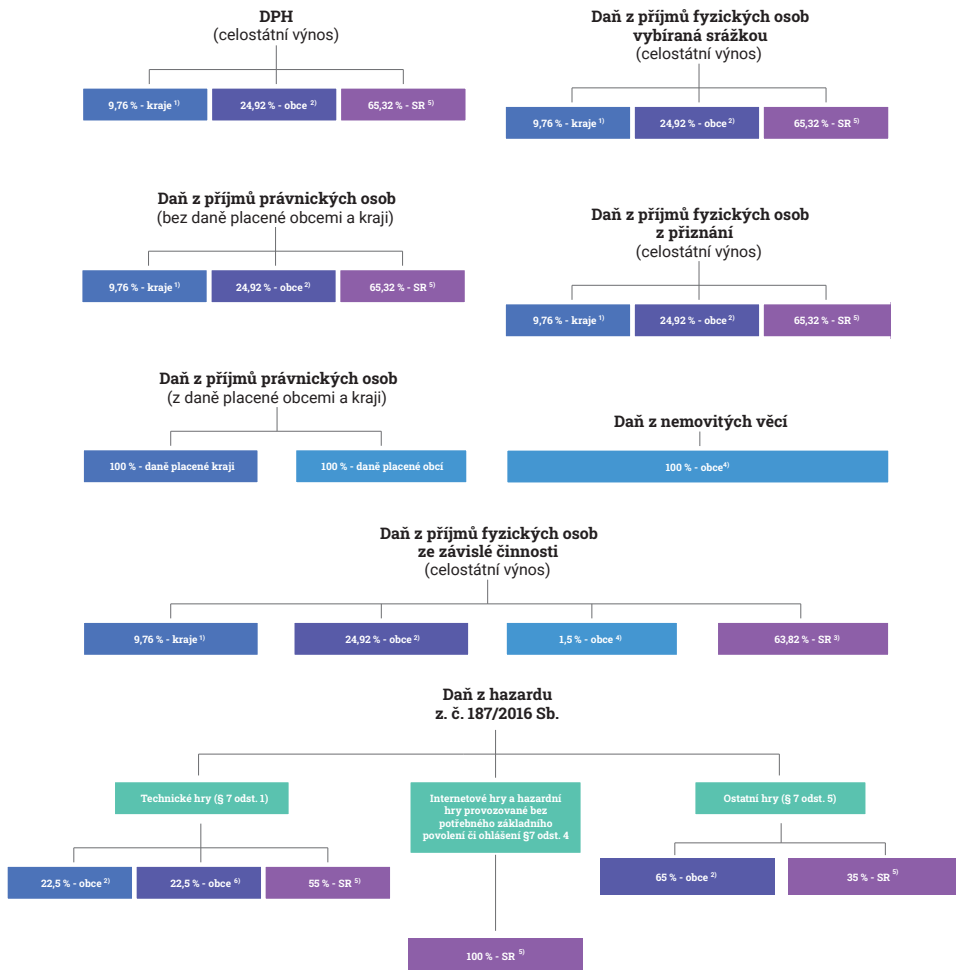 DPH
(celostátní výnos)
9,76 % - kraje 1)
24,92 % - obce 2)
65,32 % - SR 5)
Daň z příjmů fyzických osob
vybíraná srážkou
(celostátní výnos)
9,76 % - kraje 1)
24,92 % - obce 2)
65,32 % - SR 5)
Daň z příjmů právnických osob
(bez daně placené obcemi a kraji)
9,76 % - kraje 1)
24,92 % - obce 2)
65,32 % - SR 5)
Daň z příjmů fyzických osob
z přiznání
(celostátní výnos)
9,76 % - kraje 1)
24,92 % - obce 2)
65,32 % - SR 5)
Daň z příjmů právnických osob
(z daně placené obcemi a kraji)
100 % - daně placené kraji
100 % - daně placené obcí
Daň z nemovitých věcí
100 % - obce4)
Daň z příjmů fyzických osob
ze závislé činnosti
(celostátní výnos)
9,76 % - kraje 1)
24,92 % - obce 2)
1,5 % - obce 4)
63,82 % - SR 3)
Daň z hazardu
z. č. 187/2016 Sb.
Technické hry (§ 7 odst. 1)
22,5 % - obce 2)
22,5 % - obce 6)
55 % - SR 5)
Internetové hry a hazardní
hry provozované bez
potřebného základního
povolení čí ohlášení §7 odst. 4
100 % - SR 5)
Ostatní hry (§ 7 odst. 5)
65 % - obce 2)
35 % - SR 5)